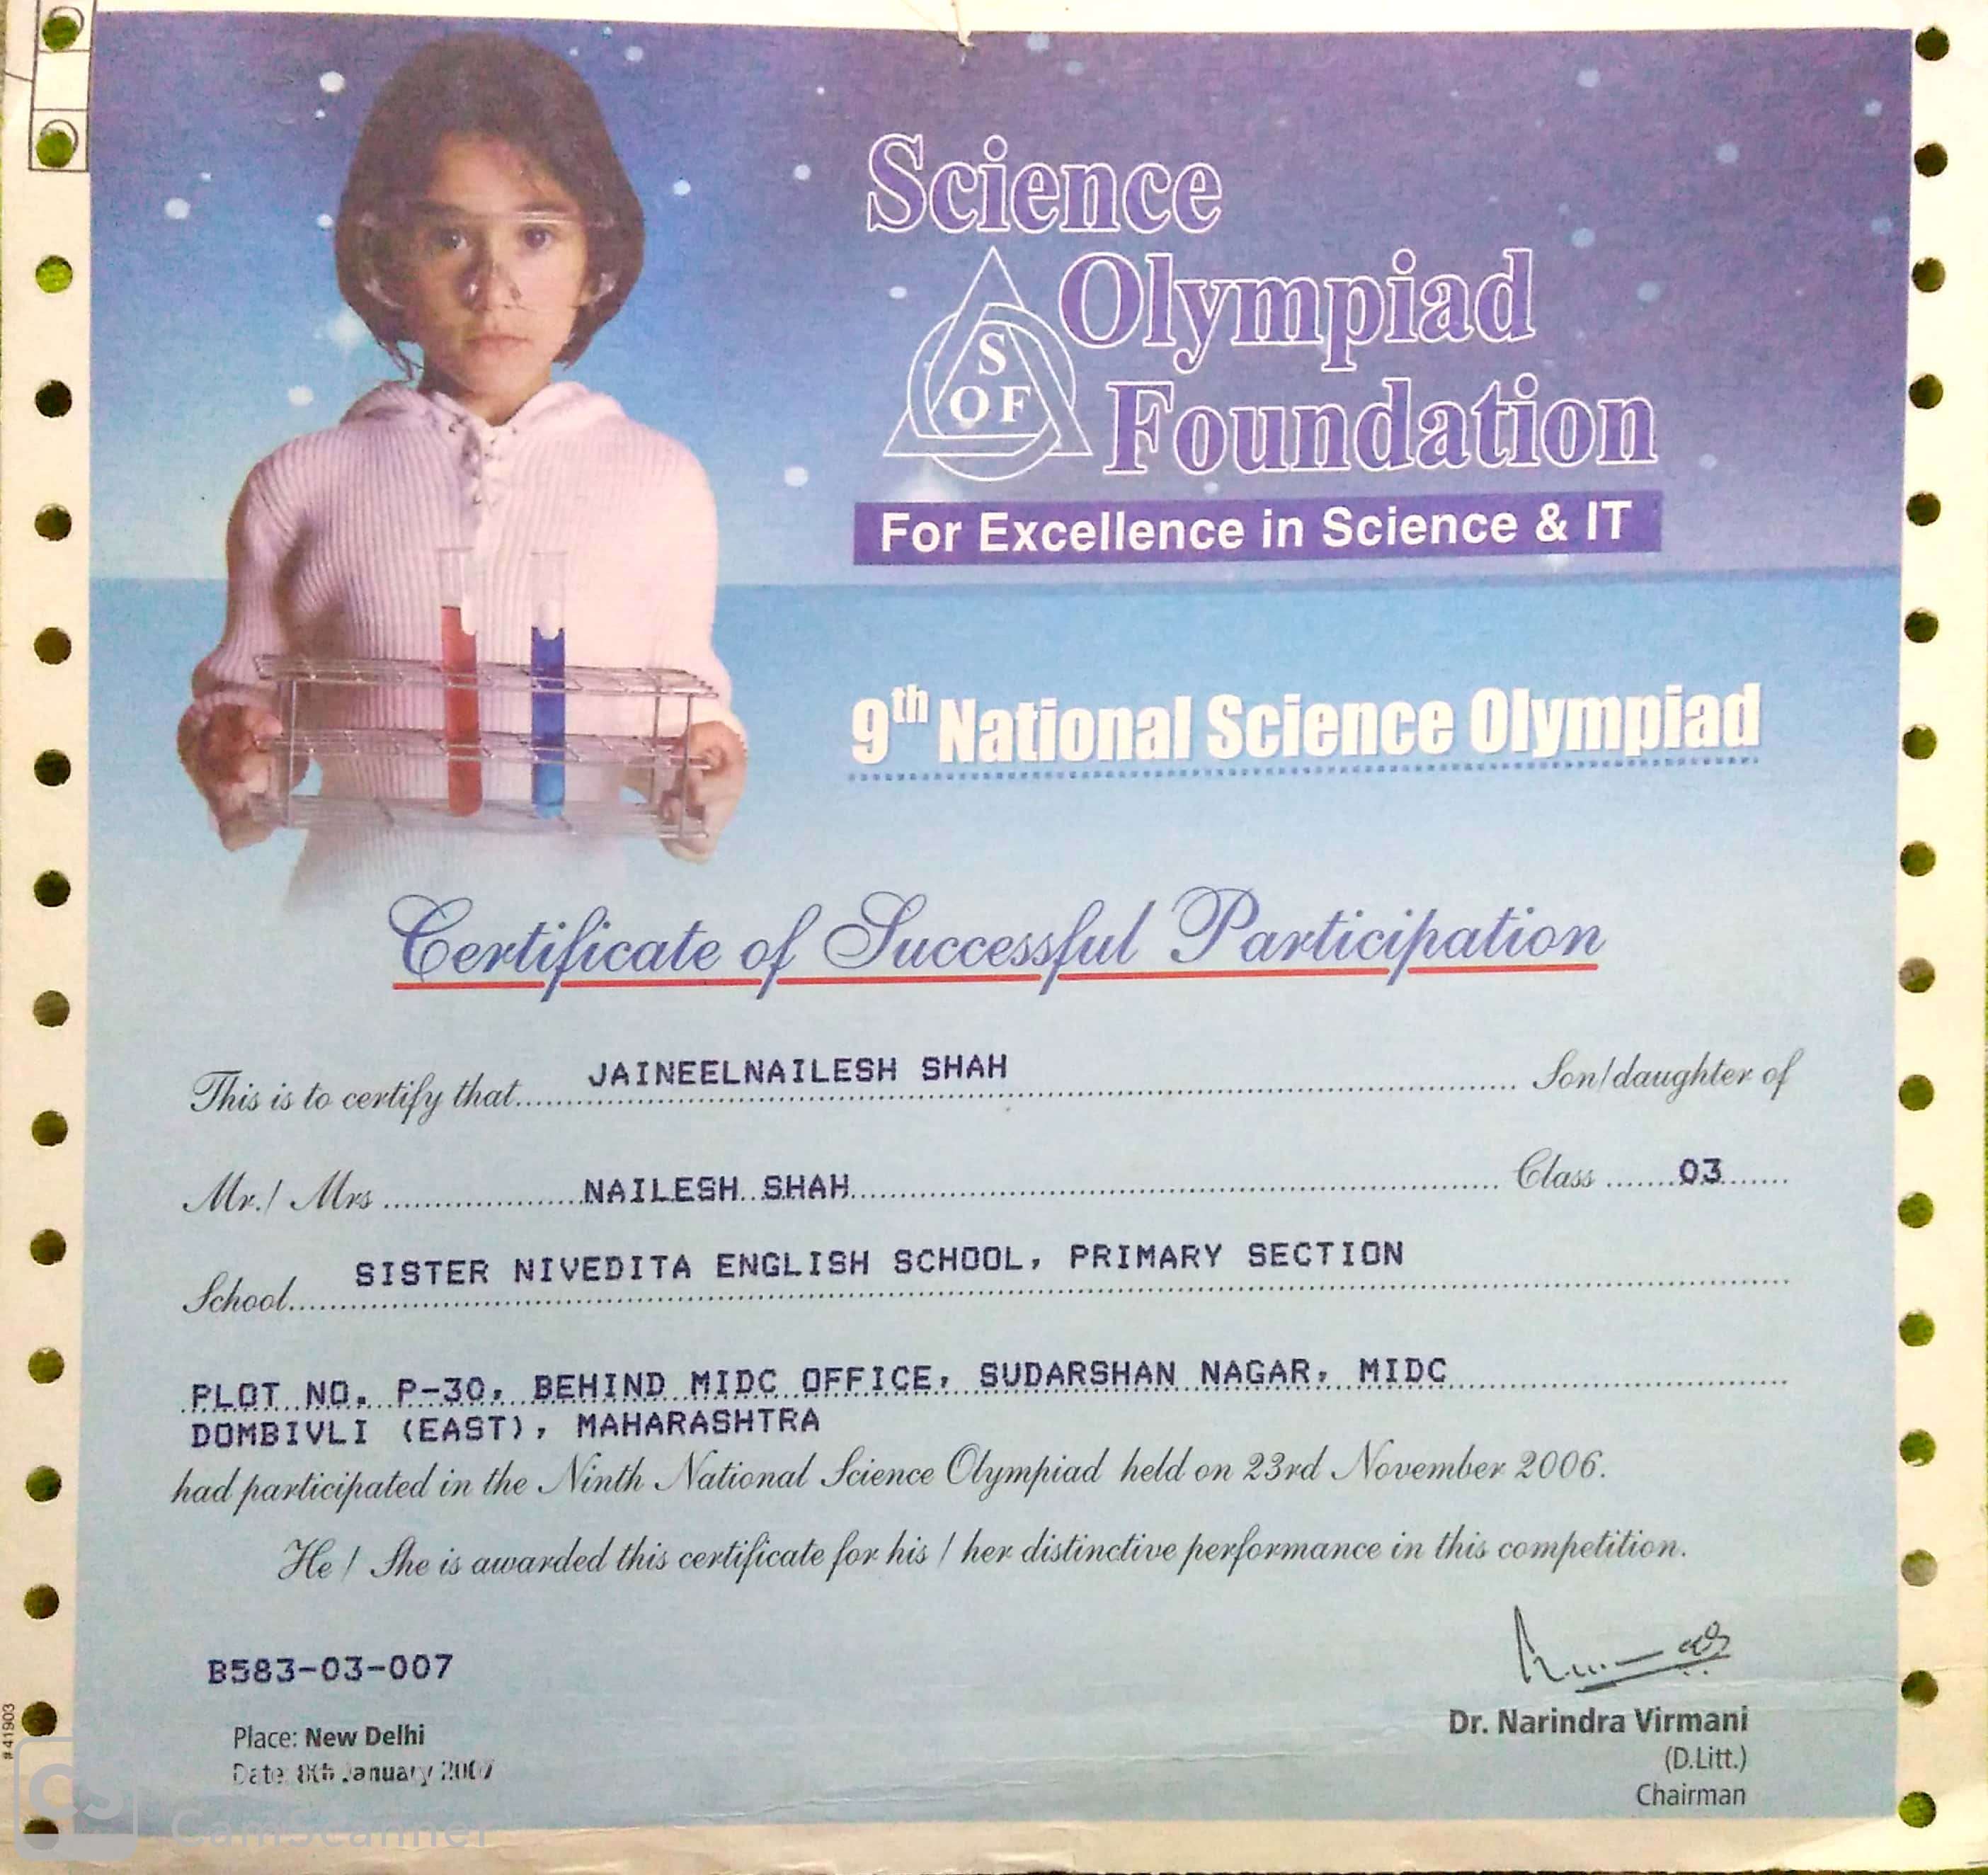 Science
Olympiad
Foundation
S
OF
For Excellence in Science & IT
9th National Science Olympiad
Certificate of Successful Participation
This is to certify that JAINEELNAILESH SHAH Son/daughter of
Mr./ Mrs NAILESH SHAH Class 03
School SISTER NIVEDITA ENGLISH SCHOOL, PRIMARY SECTION
PLOT NO. P-30, BEHIND MIDC OFFICE, SUDARSHAN NAGAR, MIDC
DOMBIVLI (EAST), MAHARASHTRA
had participated in the Ninth National Science Olympiad held on 23rd November 2006.
He / She is awarded this certificate for his / her distinctive performance in this competition.
B583-03-007
Place: New Delhi
Date: 8th January 2007
Dr. Narindra Virmani
(D.Litt.)
Chairman
#41903
CS CamScanner